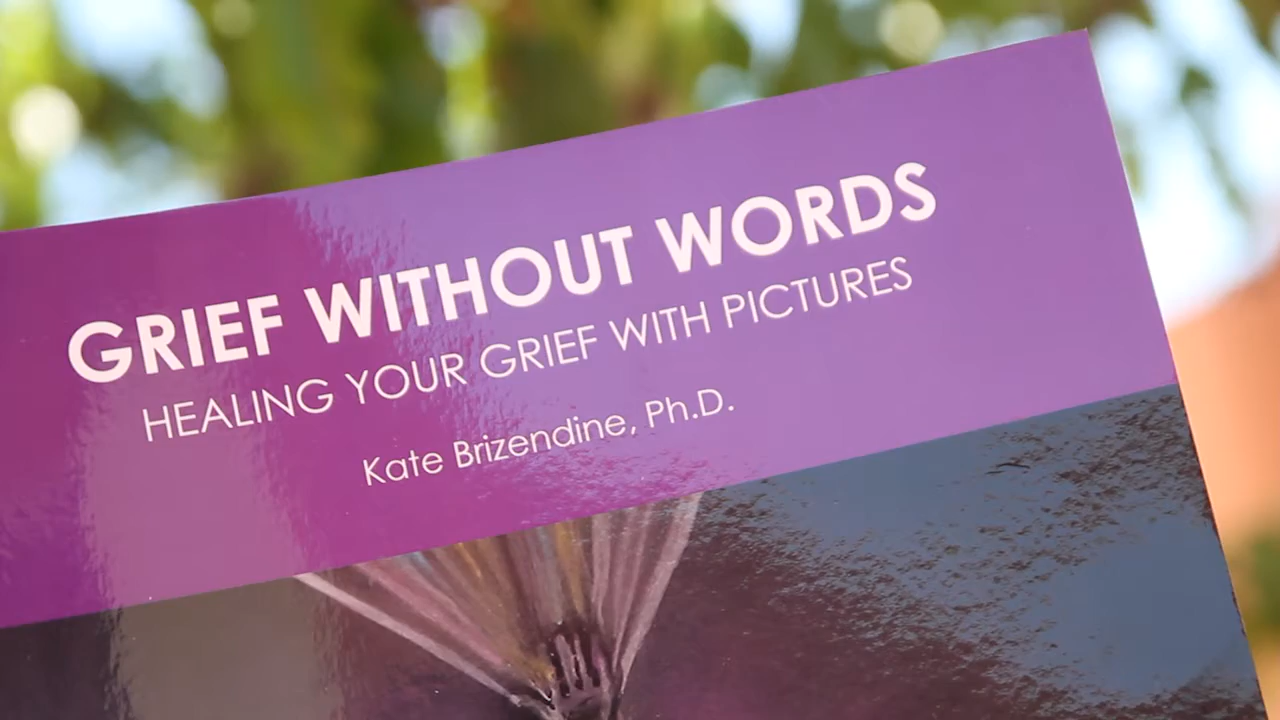 GRIEF WITHOUT WORDS
HEALING YOUR GRIEF WITH PICTURES
Kate Brizendine, Ph.D.